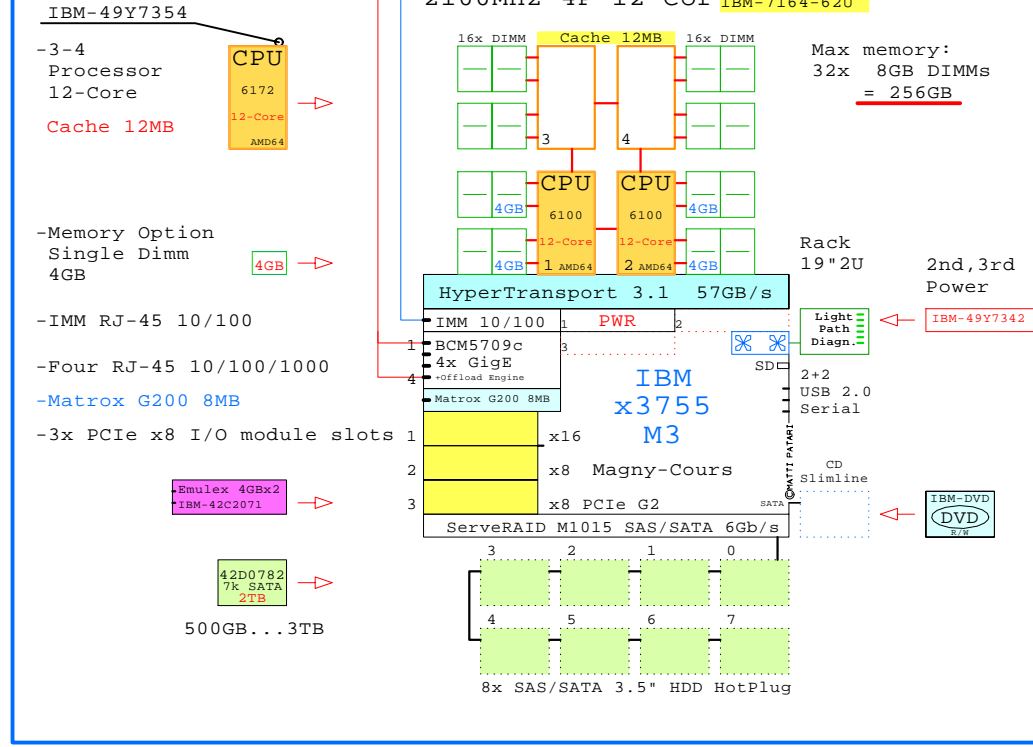 2100MHz 4P 12 Cor IBM-7164-62U
IBM-49Y7354
-3-4
Processor
12-Core
Cache 12MB
CPU
6172
12-Core
AMD64
16x DIMM
Cache 12MB
16x DIMM
3
4
Max memory:
32x 8GB DIMMs
= 256GB
CPU
6100
12-Core
1 AMD64
CPU
6100
12-Core
2 AMD64
4GB
4GB
4GB
4GB
-Memory Option
Single Dimm
4GB
4GB
Rack
19"2U
2nd,3rd
Power
IBM-49Y7342
HyperTransport 3.1 57GB/s
-IMM RJ-45 10/100
IMM 10/100
1 PWR 2
3
Light
Path
Diagn.
-Four RJ-45 10/100/1000
1 BCM5709c
4x GigE
4 +Offload Engine
-Matrox G200 8MB
Matrox G200 8MB
IBM
x3755
M3
SD
2+2
USB 2.0
Serial
-3x PCIe x8 I/O module slots
1 x16
2 x8 Magny-Cours
3 x8 PCIe G2
© MATTI PATARI
SATA
CD
Slimline
IBM-DVD
DVD
R/W
Emulex 4GBx2
IBM-42C2071
ServeRAID M1015 SAS/SATA 6Gb/s
42D0782
7k SATA
2TB
500GB...3TB
3 2 1 0
4 5 6 7
8x SAS/SATA 3.5" HDD HotPlug